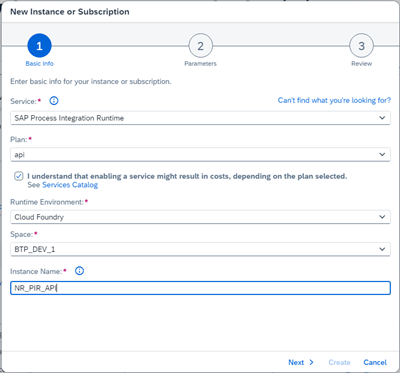 New Instance or Subscription
1
2
3
Basic Info
Parameters
Review
Enter basic info for your instance or subscription.
Service:*
Can't find what you're looking for?
SAP Process Integration Runtime
Plan:*
api
I understand that enabling a service might result in costs, depending on the plan selected.
See Services Catalog
Runtime Environment:*
Cloud Foundry
Space:*
BTP_DEV_1
Instance Name:*
NR_PIR_API
Next
Create
Cancel